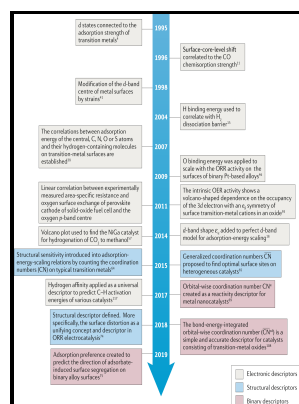 d states connected to the
adsorption strength of
transition metals
1995
Surface-core-level shift
correlated to the CO
chemisorption strength
1996
Modification of the d-band
centre of metal surfaces
by strains
1998
H binding energy used to
correlate with H₂
dissociation barrier
2004
The correlations between adsorption
energy of the central, C, N, O or S atoms
and their hydrogen-containing molecules
on transition-metal surfaces are
established
2007
O binding energy was applied to
scale with the ORR activity on the
surfaces of binary Pt-based alloys
2009
Linear correlation between experimentally
measured area-specific resistance and
oxygen surface exchange of perovskite
cathode of solid-oxide fuel cell and the
oxygen p-band centre
2011
The intrinsic OER activity shows a
volcano-shaped dependence on the occupancy
of the 3d electron with an eg symmetry of
surface transition-metal cations in an oxide
Volcano plot used to find the NiGa catalyst
for hydrogenation of CO₂ to methanol
2014
d-band shape
added to perfect d-band
model for adsorption-energy scaling
Structural sensitivity introduced into adsorption
energy-scaling relations by counting the coordination
numbers (CN) on typical transition metals
2015
Generalized coordination numbers
proposed to find optimal surface sites on
heterogeneous catalysts
Hydrogen affinity applied as a universal
descriptor to predict C–H activation
energies of various catalysts
2017
Orbital-wise coordination number
created as a reactivity descriptor for
metal nanocatalysts
Structural descriptor defined. More
specifically, the surface distortion as a
unifying concept and descriptor in
ORR electrocatalysis
2018
The band-energy-integrated
orbital-wise coordination number
is a
simple and accurate descriptor for catalysts
consisting of transition-metal oxides
Adsorption preference created to
predict the direction of adsorbate-
induced surface segregation on
binary alloy surfaces
2019
Electronic descriptors
Structural descriptors
Binary descriptors